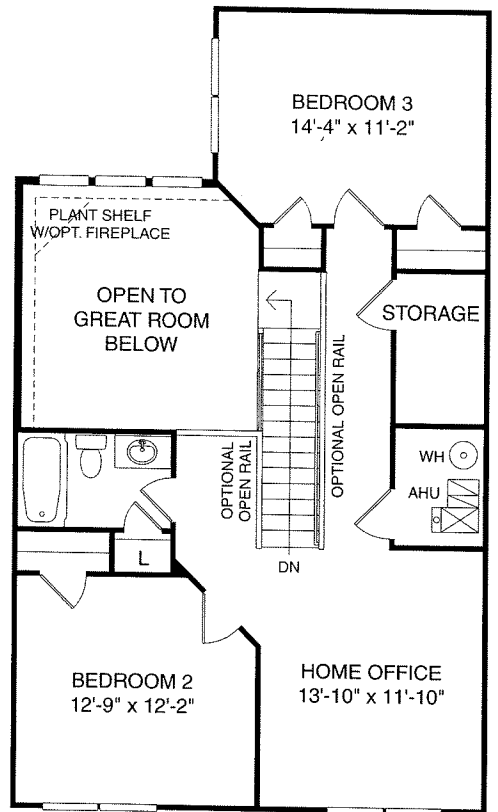 BEDROOM 3
14'-4" x 11'-2"
PLANT SHELF
W/OPT. FIREPLACE
OPEN TO
GREAT ROOM
BELOW
STORAGE
OPTIONAL OPEN RAIL
OPTIONAL
OPEN RAIL
WH
AHU
L
DN
BEDROOM 2
12'-9" x 12'-2"
HOME OFFICE
13'-10" x 11'-10"